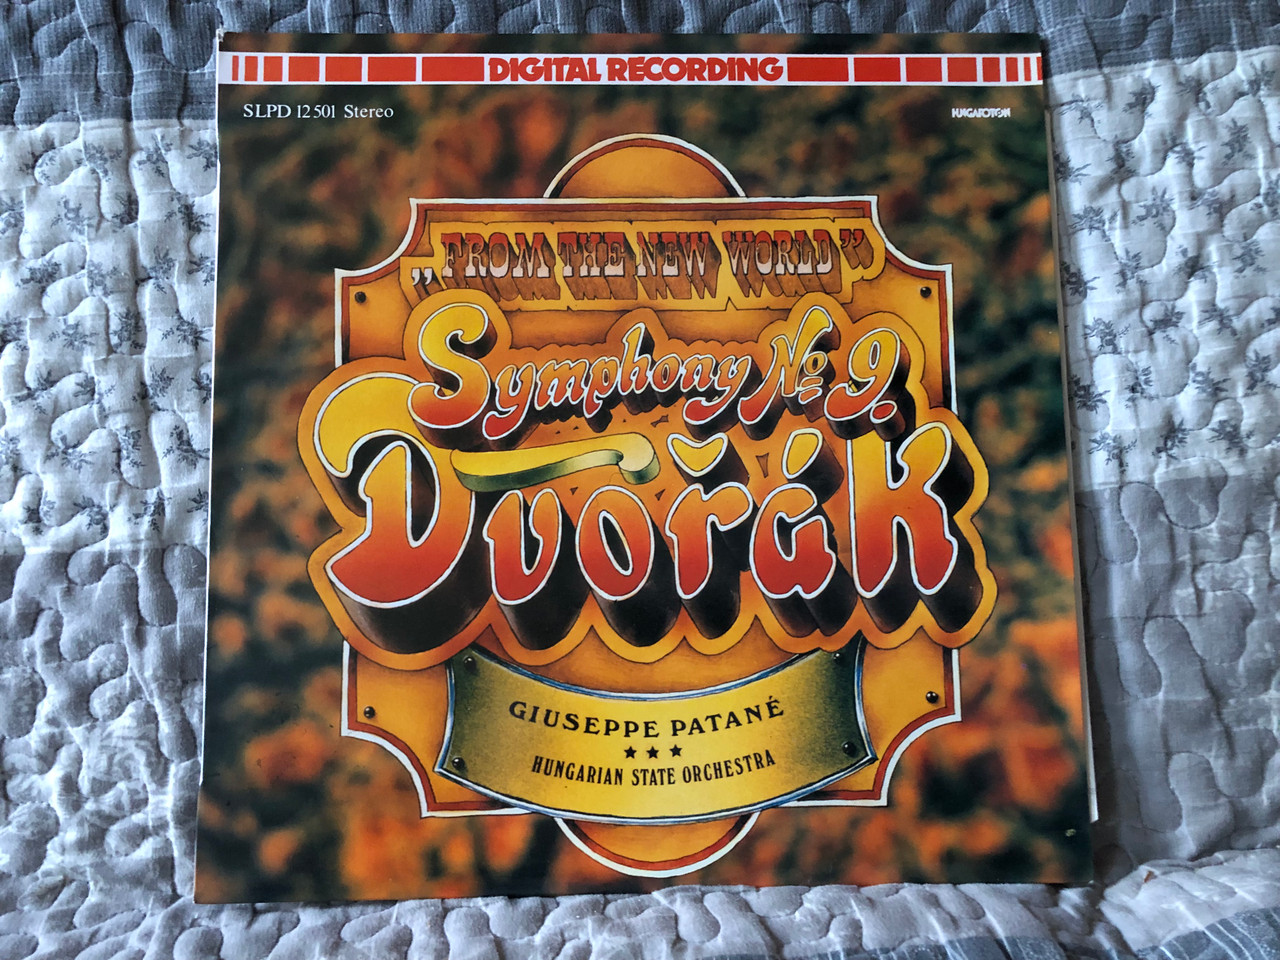 DIGITAL RECORDING
SLPD 12501 Stereo
HUNGAROTON
„FROM THE NEW WORLD”
Symphony No 9.
Dvořák
GIUSEPPE PATANÉ
★ ★ ★
HUNGARIAN STATE ORCHESTRA